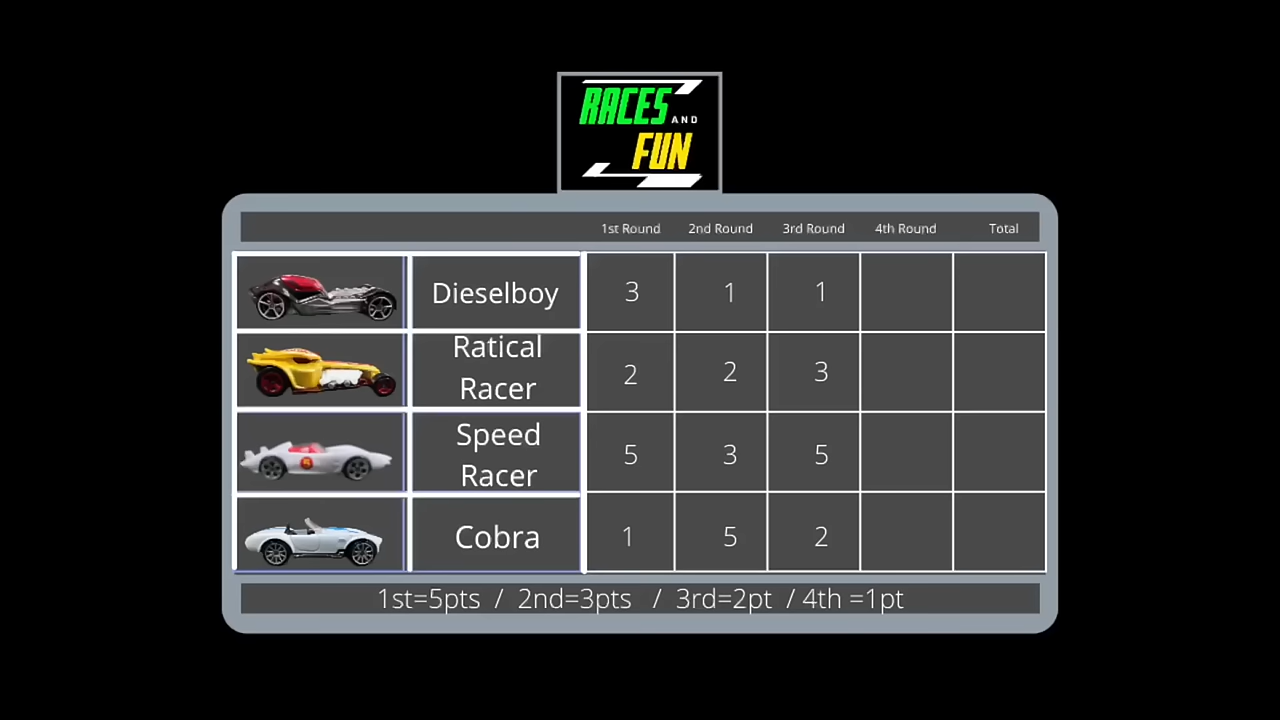 RACES AND
FUN
1st Round 2nd Round 3rd Round 4th Round Total
Dieselboy 3 1 1
Ratical
Racer 2 2 3
Speed
Racer 5 3 5
Cobra 1 5 2
1st=5pts / 2nd=3pts / 3rd=2pt / 4th =1pt